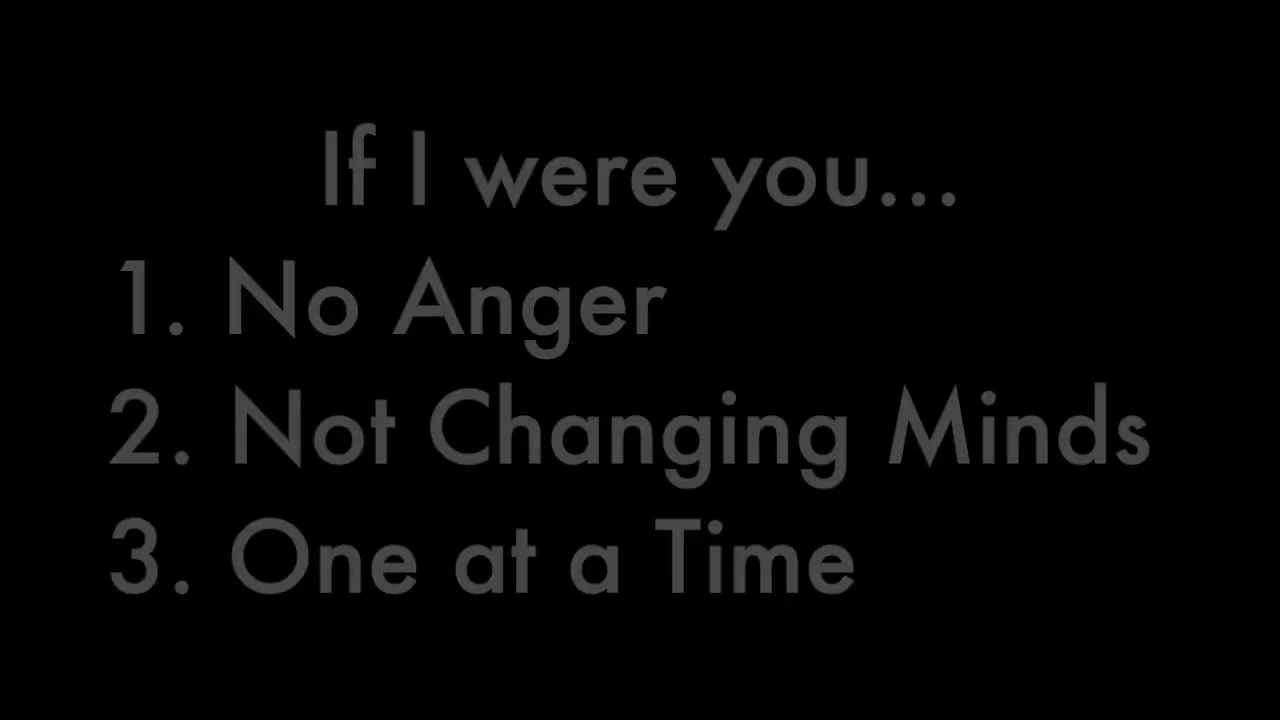 If I were you...
1. No Anger
2. Not Changing Minds
3. One at a Time